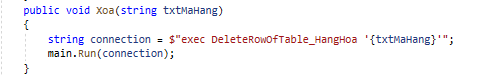 public void Xoa(string txtMaHang)
{
string connection = $"exec DeleteRowOfTable_HangHoa '{txtMaHang}'";
main.Run(connection);
}